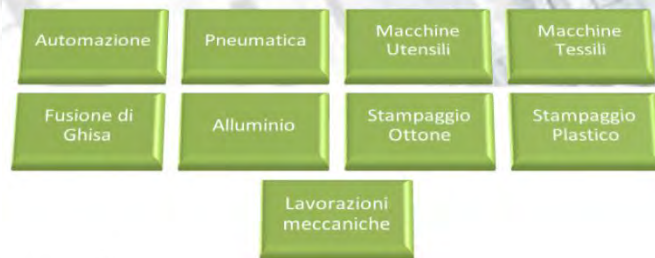 Automazione
Pneumatica
Macchine
Utensili
Macchine
Tessili
Fusione di
Ghisa
Alluminio
Stampaggio
Ottone
Stampaggio
Plastico
Lavorazioni
meccaniche